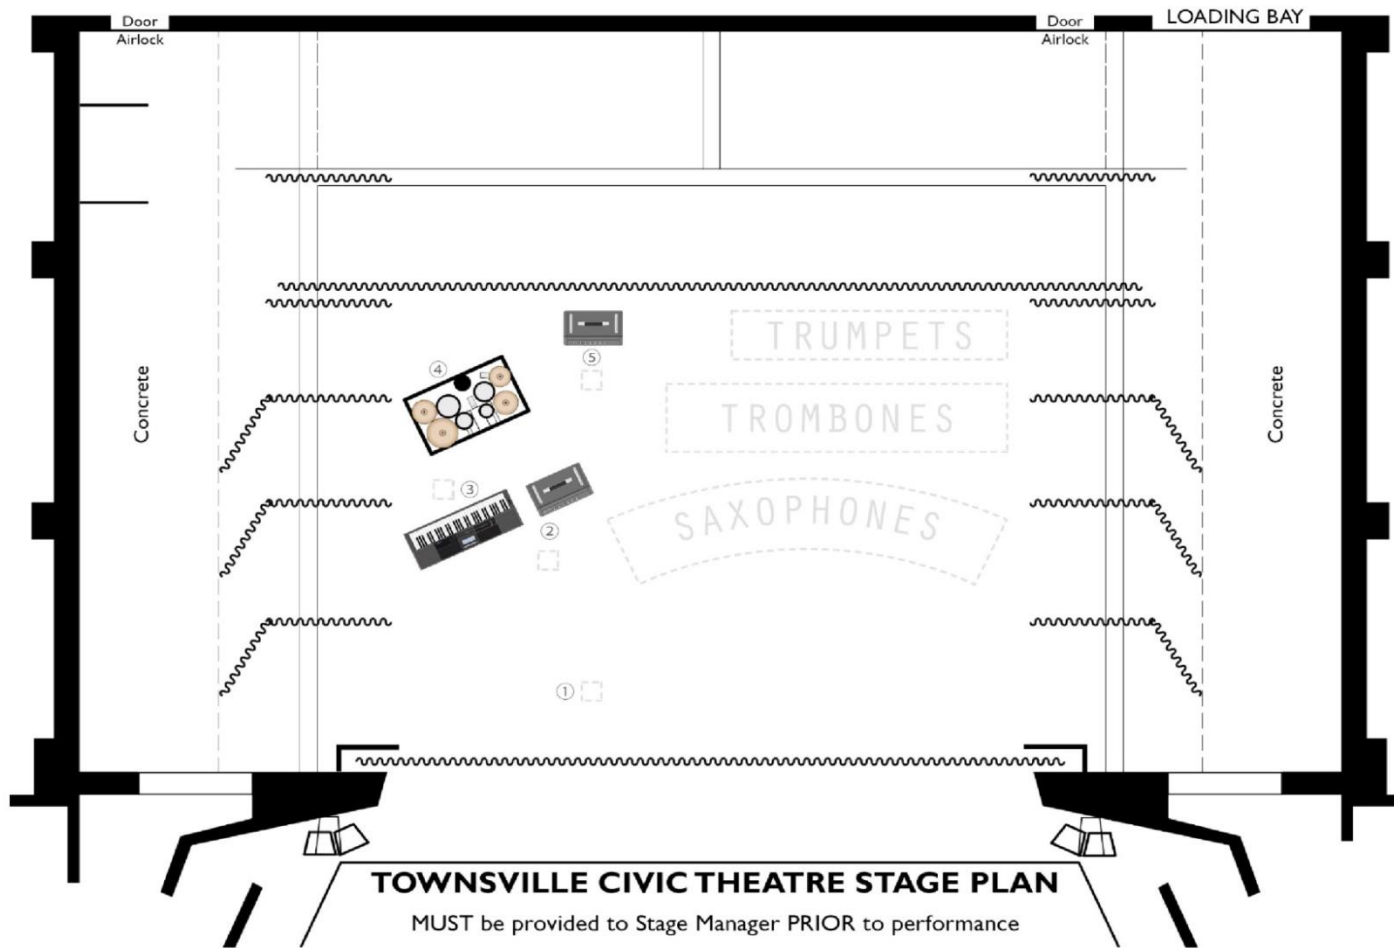 Door
Airlock
Door
Airlock
LOADING BAY
⑤
TRUMPETS
④
Concrete
TROMBONES
Concrete
③
②
SAXOPHONES
①
TOWNSVILLE CIVIC THEATRE STAGE PLAN
MUST be provided to Stage Manager PRIOR to performance